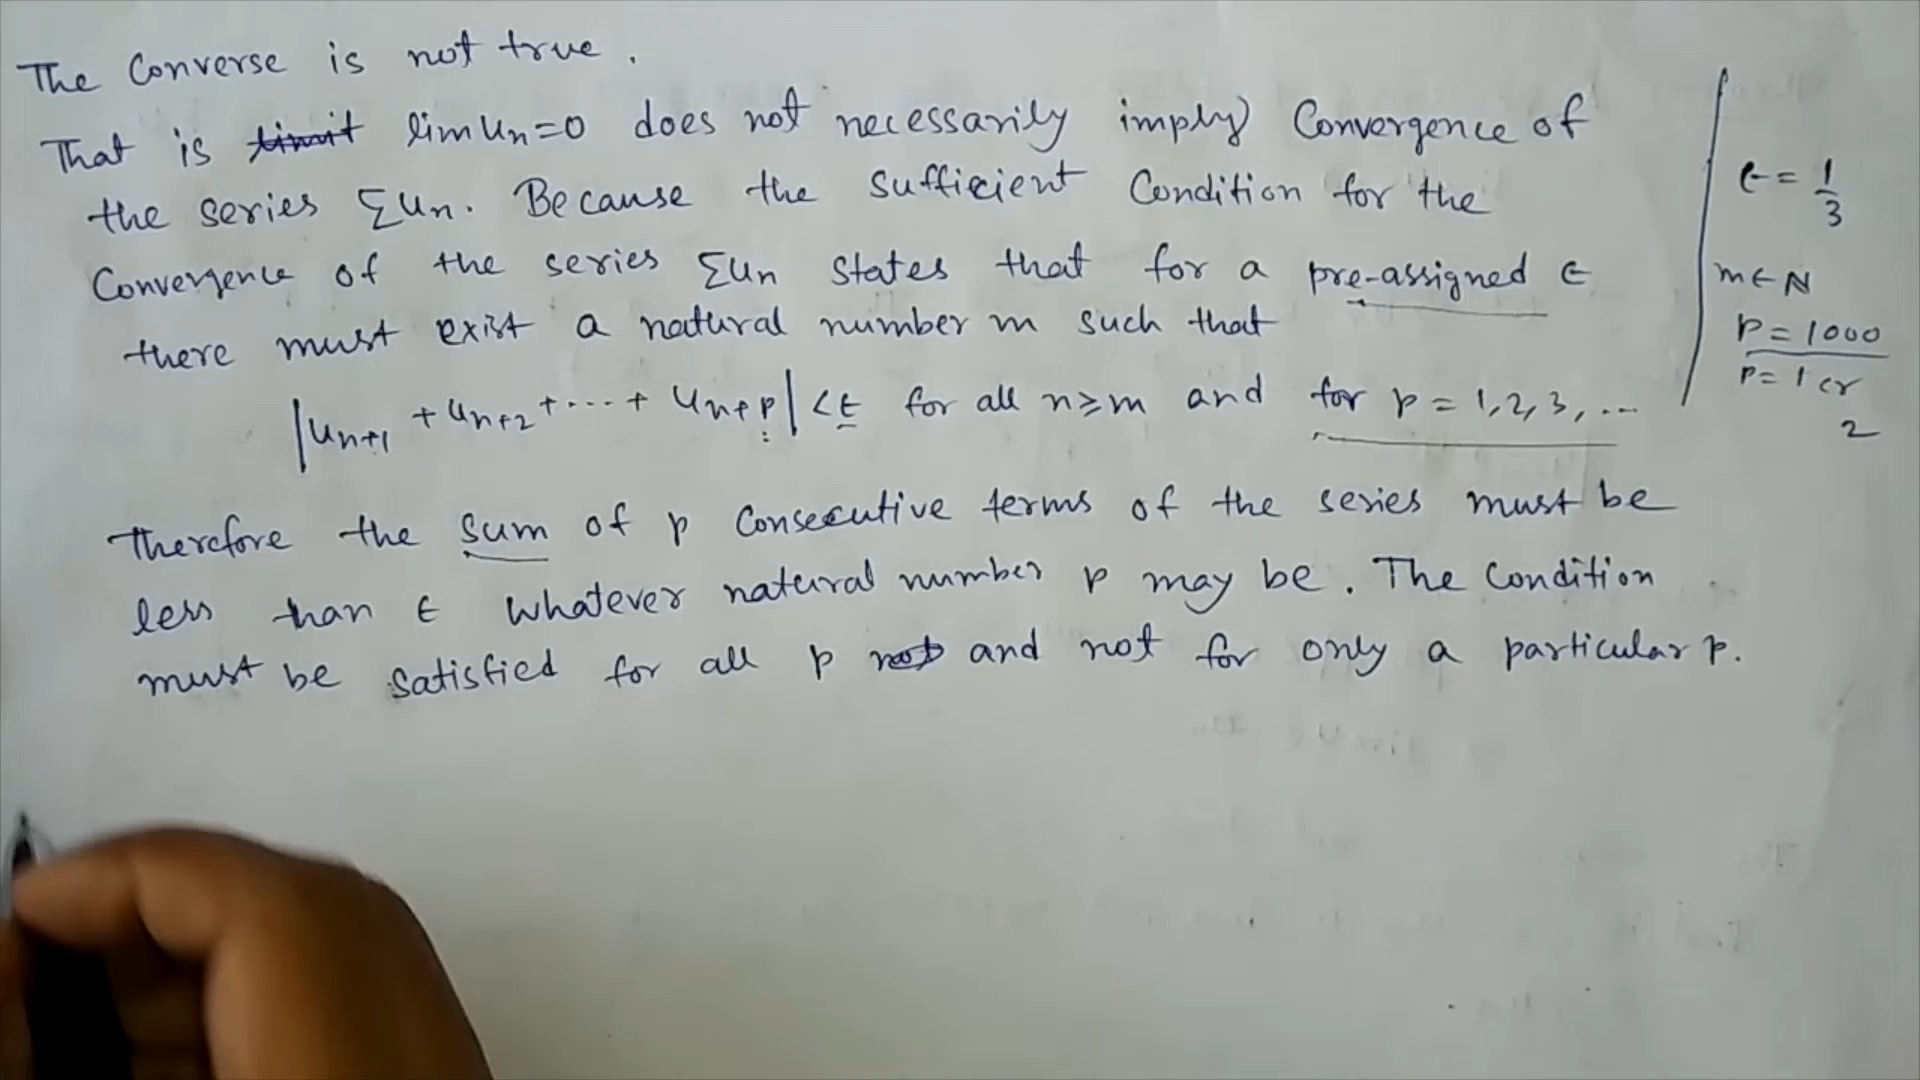 The Converse is not true.
That is limit lim un=0 does not necessarily imply Convergence of
the series Σun. Because the sufficient Condition for the
Convergence of the series Σun states that for a pre-assigned ∈
there must exist a natural number m such that
|un+1 + un+2 + .... + un+p| < ∈ for all n≥m and for p = 1,2,3,...
Therefore the sum of p Consecutive terms of the series must be
less than ∈ whatever natural number p may be. The Condition
must be satisfied for all p not and not for only a particular p.
∈ = 1/3
m ∈ N
p = 1000
p = 1 cr
2